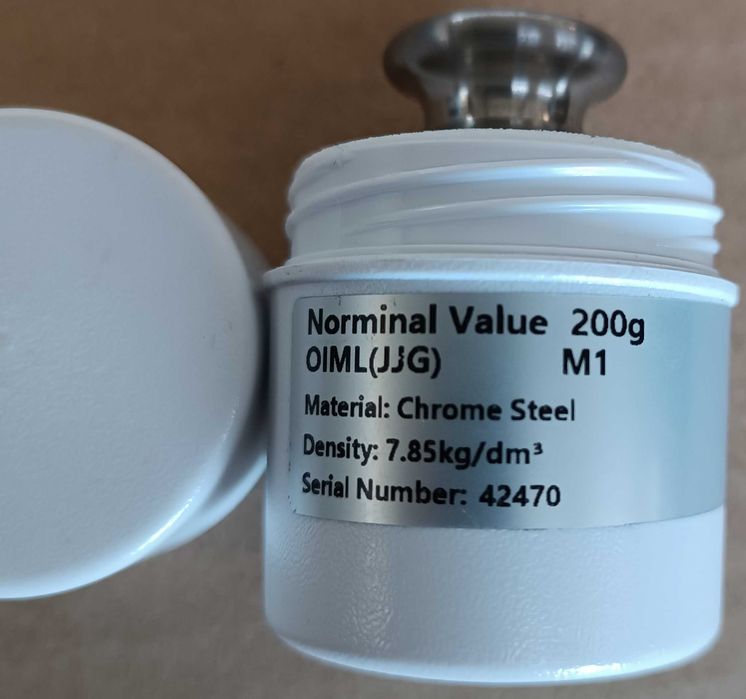 Norminal Value 200g
OIML(JJG) M1
Material: Chrome Steel
Density: 7.85kg/dm³
Serial Number: 42470